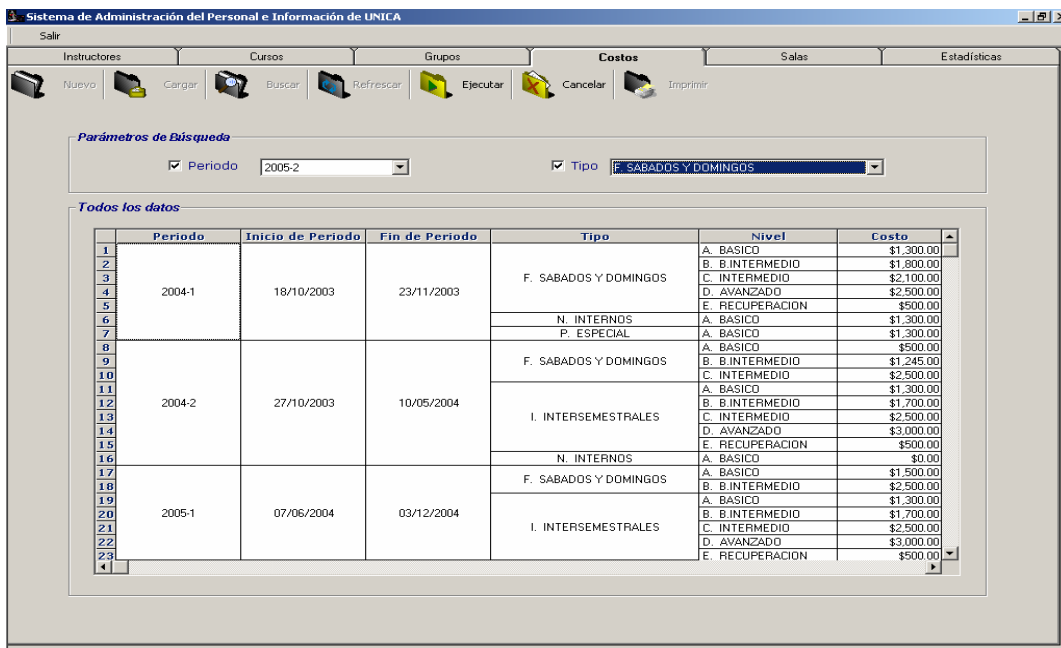 Sistema de Administración del Personal e Información de UNICA
Salir
Instructores Cursos Grupos Costos Salas Estadísticas
Nuevo Cargar Buscar Refrescar Ejecutar Cancelar Imprimir
Parámetros de Búsqueda
Periodo 2005-2 Tipo F. SABADOS Y DOMINGOS
Todos los datos
Periodo Inicio de Periodo Fin de Periodo Tipo Nivel Costo
1 A. BASICO $1,300.00
2 B. B.INTERMEDIO $1,800.00
3 F. SABADOS Y DOMINGOS C. INTERMEDIO $2,100.00
4 2004-1 18/10/2003 23/11/2003 D. AVANZADO $2,500.00
5 E. RECUPERACION $500.00
6 N. INTERNOS A. BASICO $1,300.00
7 P. ESPECIAL A. BASICO $1,300.00
8 A. BASICO $500.00
9 F. SABADOS Y DOMINGOS B. B.INTERMEDIO $1,245.00
10 C. INTERMEDIO $2,500.00
11 A. BASICO $1,300.00
12 2004-2 27/10/2003 10/05/2004 B. B.INTERMEDIO $1,700.00
13 I. INTERSEMESTRALES C. INTERMEDIO $2,500.00
14 D. AVANZADO $3,000.00
15 E. RECUPERACION $500.00
16 N. INTERNOS A. BASICO $0.00
17 F. SABADOS Y DOMINGOS A. BASICO $1,500.00
18 B. B.INTERMEDIO $2,500.00
19 A. BASICO $1,300.00
20 2005-1 07/06/2004 03/12/2004 B. B.INTERMEDIO $1,700.00
21 I. INTERSEMESTRALES C. INTERMEDIO $2,500.00
22 D. AVANZADO $3,000.00
23 E. RECUPERACION $500.00